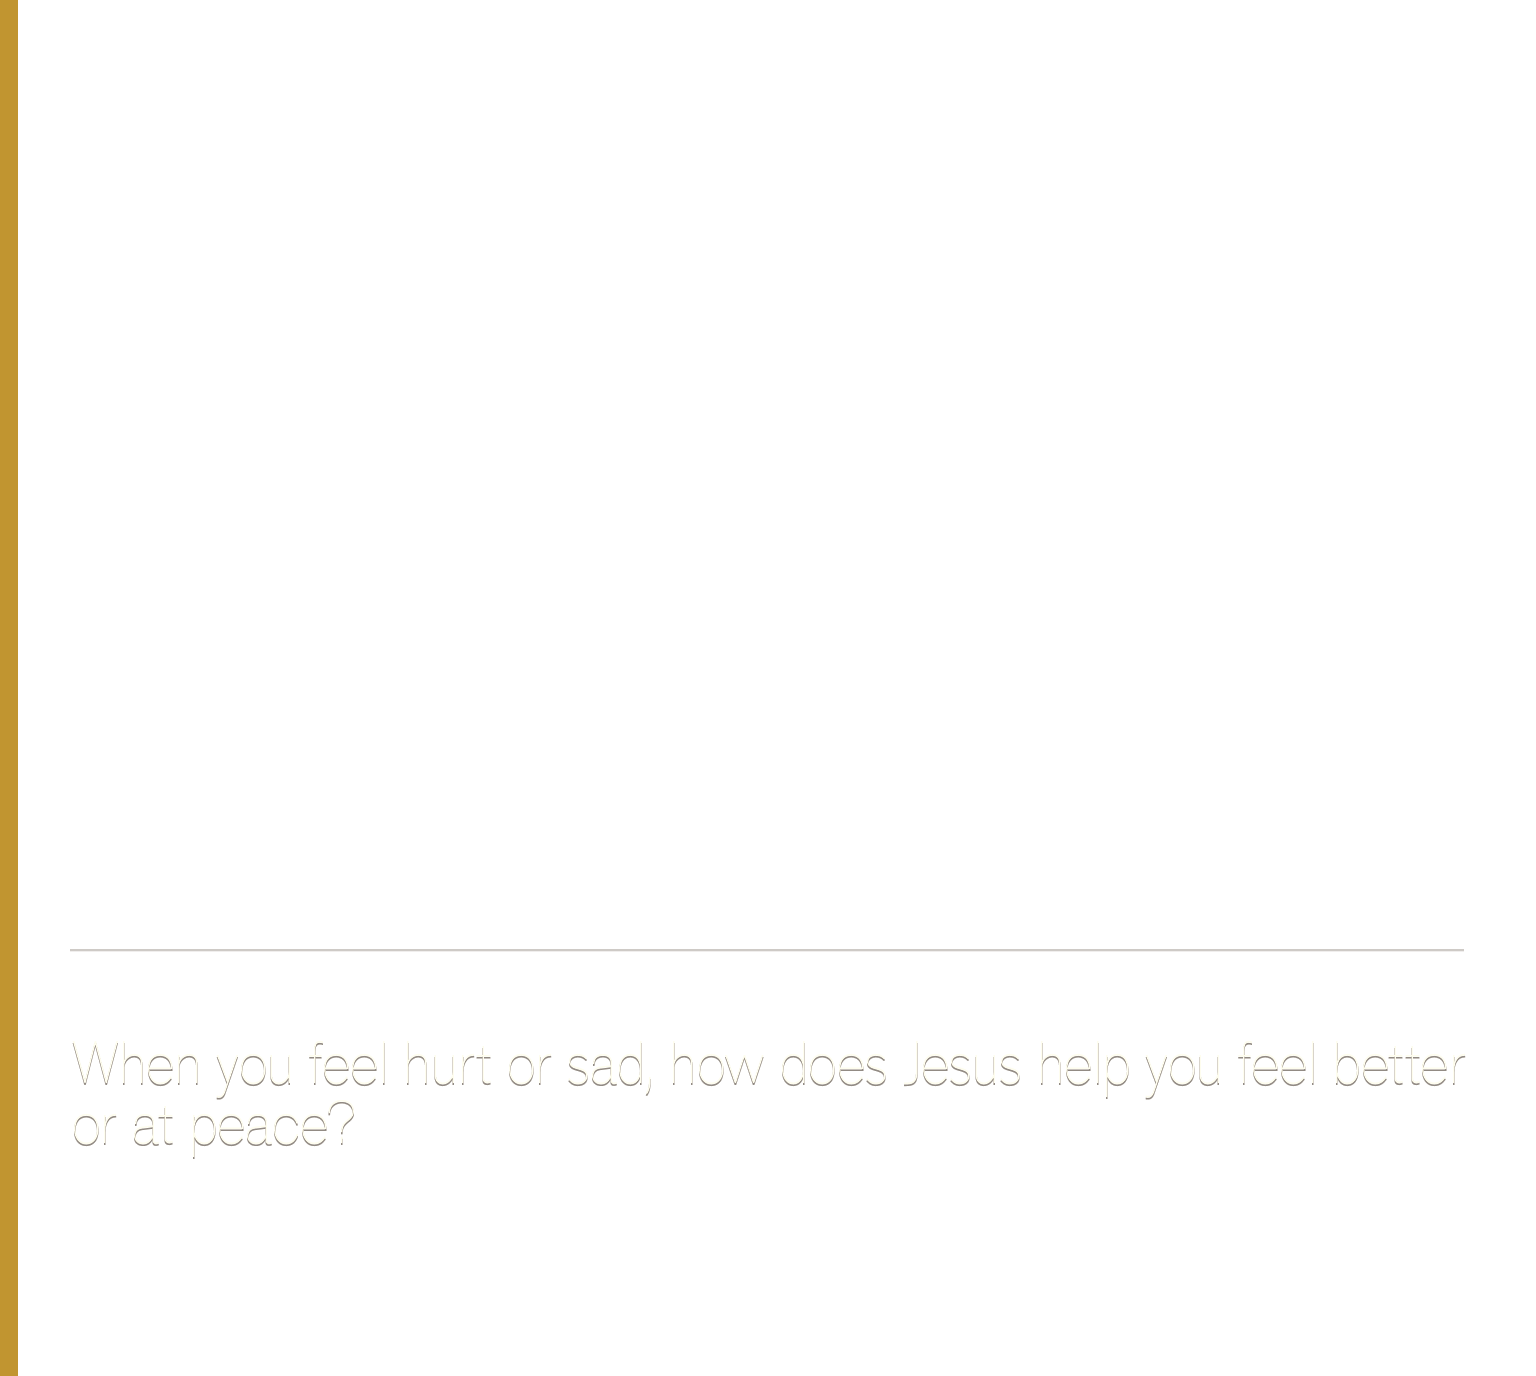 When you feel hurt or sad, how does Jesus help you feel better
or at peace?